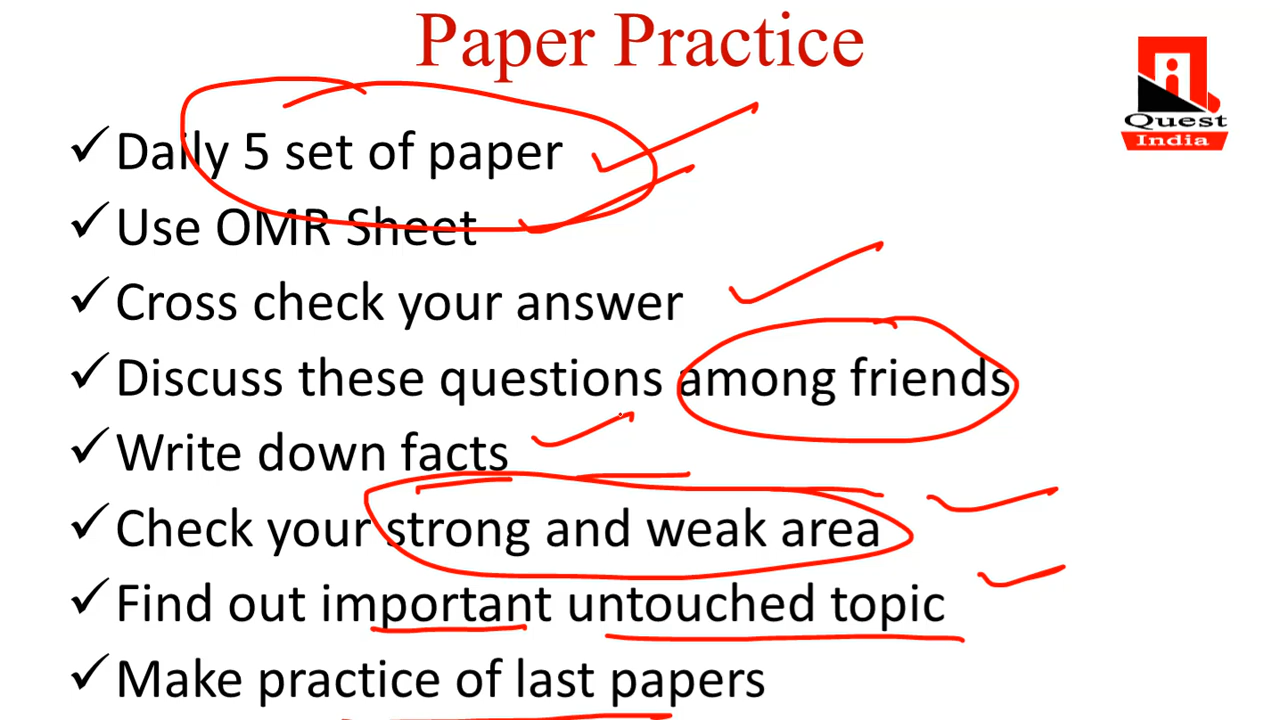 Paper Practice
✓ Daily 5 set of paper
✓ Use OMR Sheet
✓ Cross check your answer
✓ Discuss these questions among friends
✓ Write down facts
✓ Check your strong and weak area
✓ Find out important untouched topic
✓ Make practice of last papers
iQ
Quest
India